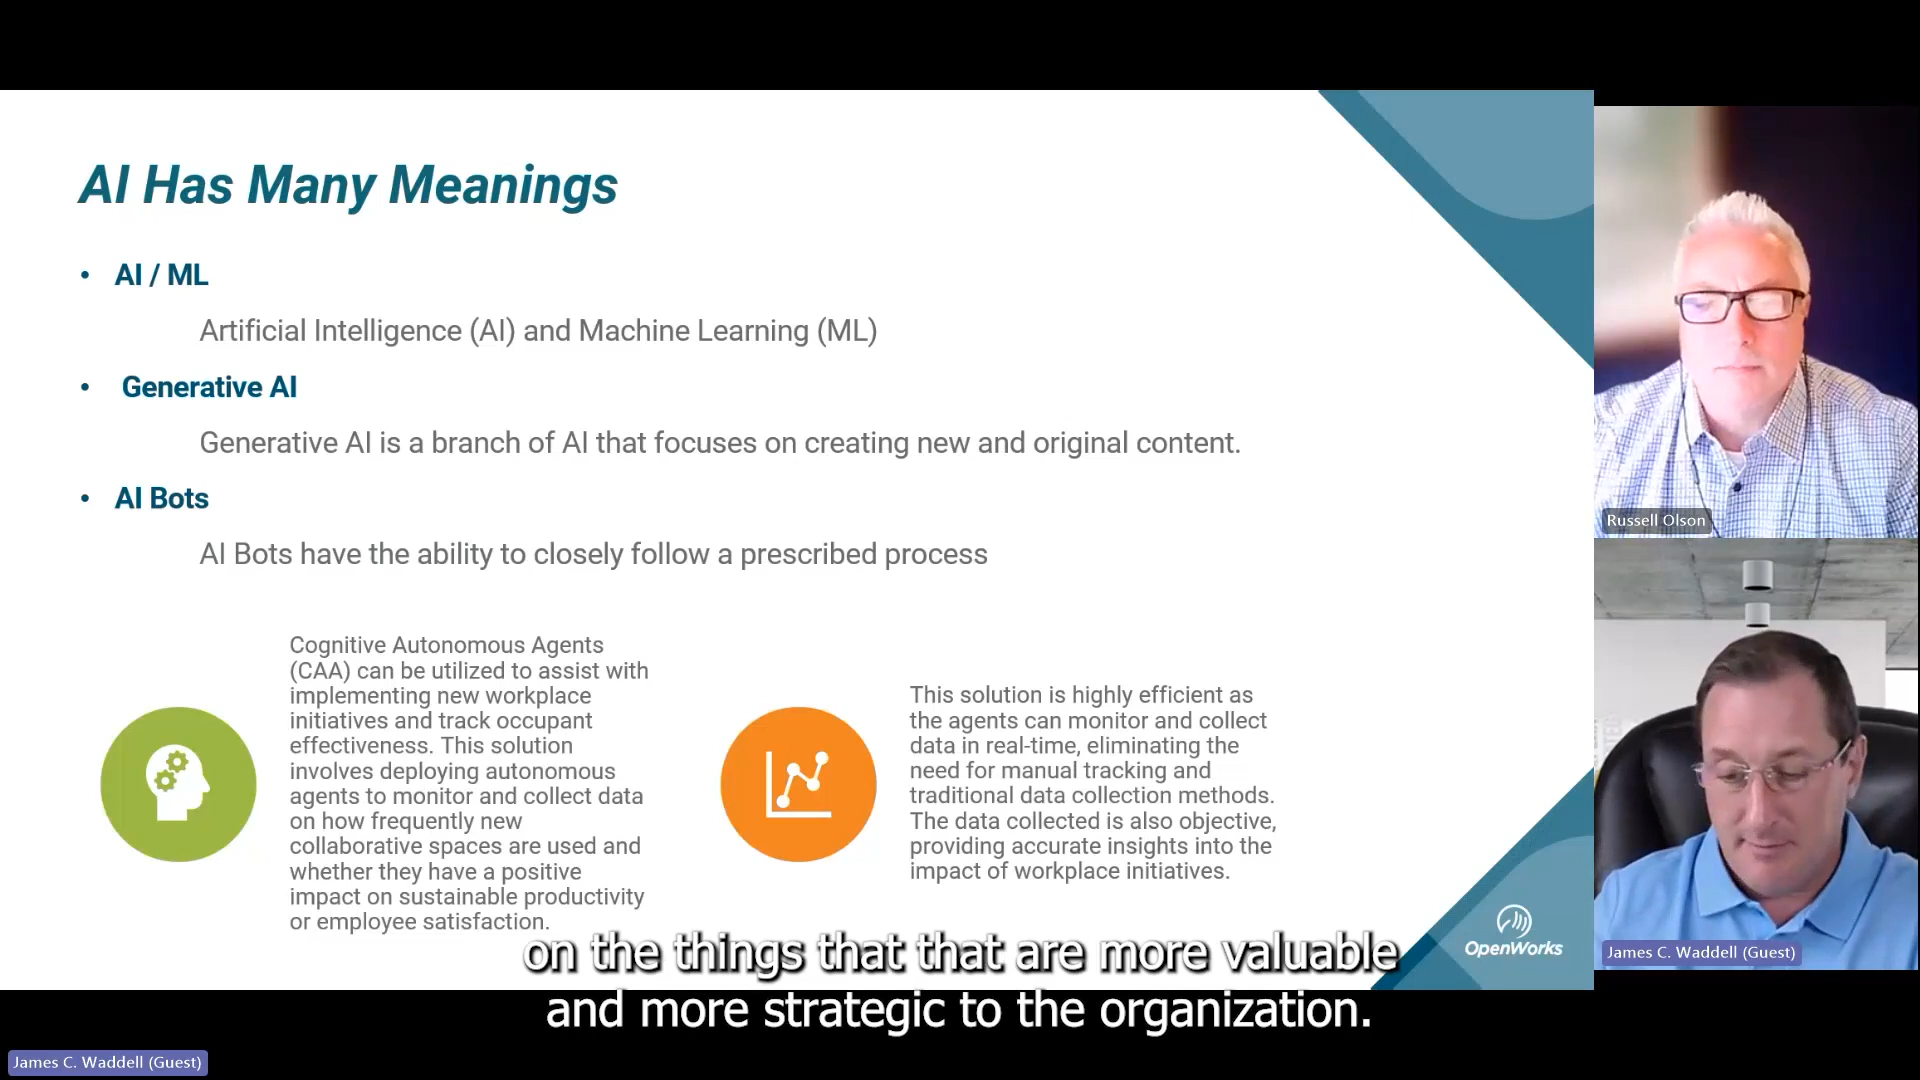 AI Has Many Meanings
• AI / ML
Artificial Intelligence (AI) and Machine Learning (ML)
• Generative AI
Generative AI is a branch of AI that focuses on creating new and original content.
• AI Bots
AI Bots have the ability to closely follow a prescribed process
Cognitive Autonomous Agents
(CAA) can be utilized to assist with
implementing new workplace
initiatives and track occupant
effectiveness. This solution
involves deploying autonomous
agents to monitor and collect data
on how frequently new
collaborative spaces are used and
whether they have a positive
impact on sustainable productivity
or employee satisfaction.
This solution is highly efficient as
the agents can monitor and collect
data in real-time, eliminating the
need for manual tracking and
traditional data collection methods.
The data collected is also objective,
providing accurate insights into the
impact of workplace initiatives.
OpenWorks
Russell Olson
James C. Waddell (Guest)
on the things that that are more valuable
and more strategic to the organization.
James C. Waddell (Guest)